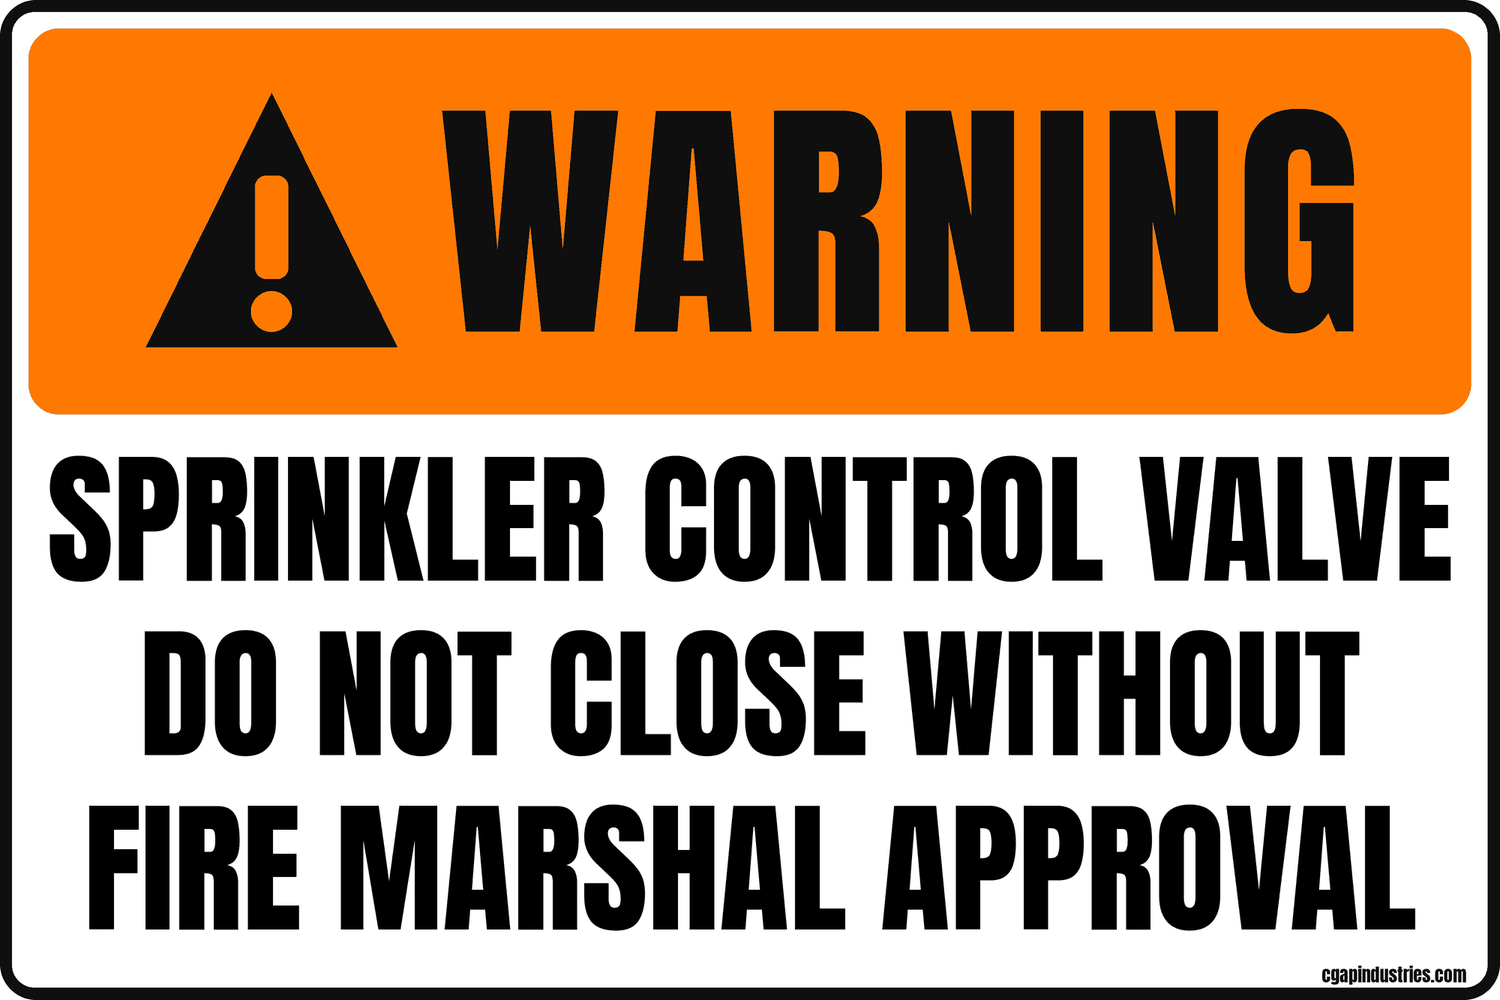 WARNING
SPRINKLER CONTROL VALVE
DO NOT CLOSE WITHOUT
FIRE MARSHAL APPROVAL
cgapindustries.com